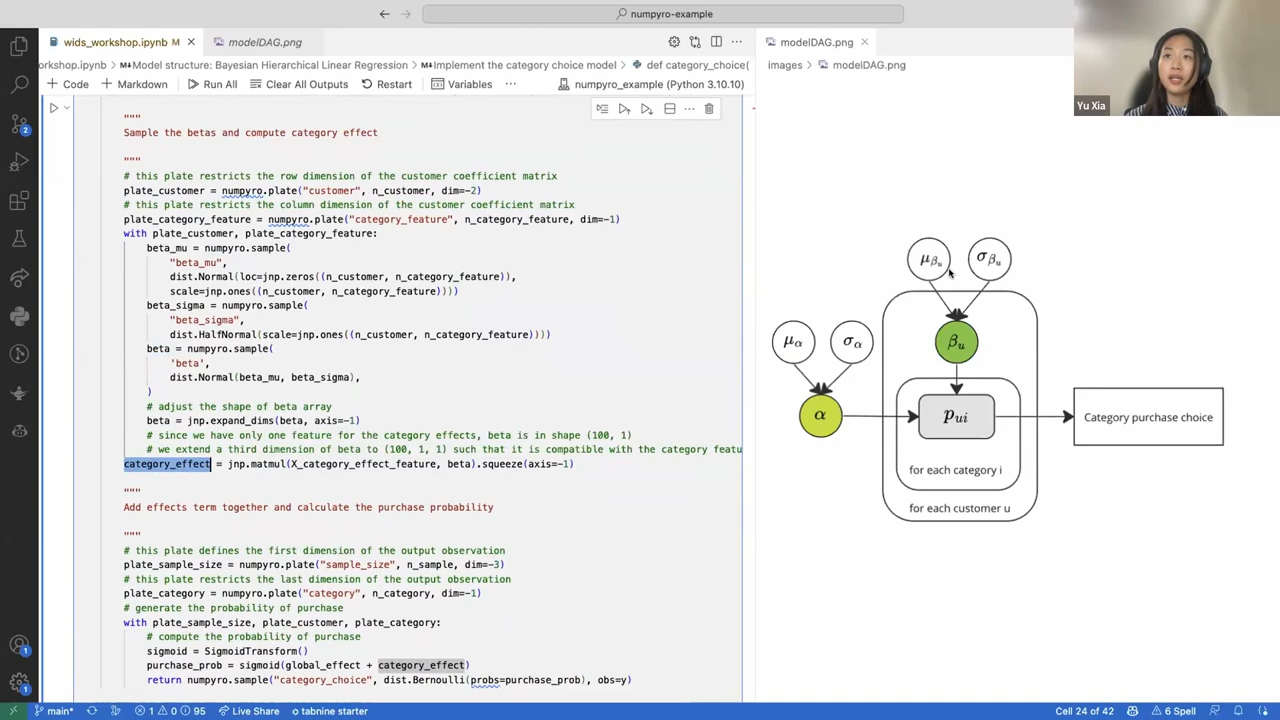 numpyro-example
wids_workshop.ipynb M
modelDAG.png
modelDAG.png
orkshop.ipynb > Model structure: Bayesian Hierarchical Linear Regression > Implement the category choice model > def category_choice(
images > modelDAG.png
+ Code + Markdown Run All Clear All Outputs Restart Variables ... numpyro_example (Python 3.10.10)
Yu Xia
"""
Sample the betas and compute category effect
"""
# this plate restricts the row dimension of the customer coefficient matrix
plate_customer = numpyro.plate("customer", n_customer, dim=-2)
# this plate restricts the column dimension of the customer coefficient matrix
plate_category_feature = numpyro.plate("category_feature", n_category_feature, dim=-1)
with plate_customer, plate_category_feature:
beta_mu = numpyro.sample(
"beta_mu",
dist.Normal(loc=jnp.zeros((n_customer, n_category_feature)),
scale=jnp.ones((n_customer, n_category_feature))))
beta_sigma = numpyro.sample(
"beta_sigma",
dist.HalfNormal(scale=jnp.ones((n_customer, n_category_feature))))
beta = numpyro.sample(
'beta',
dist.Normal(beta_mu, beta_sigma),
)
# adjust the shape of beta array
beta = jnp.expand_dims(beta, axis=-1)
# since we have only one feature for the category effects, beta is in shape (100, 1)
# we extend a third dimension of beta to (100, 1, 1) such that it is compatible with the category featu
category_effect = jnp.matmul(X_category_effect_feature, beta).squeeze(axis=-1)
"""
Add effects term together and calculate the purchase probability
"""
# this plate defines the first dimension of the output observation
plate_sample_size = numpyro.plate("sample_size", n_sample, dim=-3)
# this plate restricts the last dimension of the output observation
plate_category = numpyro.plate("category", n_category, dim=-1)
# generate the probability of purchase
with plate_sample_size, plate_customer, plate_category:
# compute the probability of purchase
sigmoid = SigmoidTransform()
purchase_prob = sigmoid(global_effect + category_effect)
return numpyro.sample("category_choice", dist.Bernoulli(probs=purchase_prob), obs=y)
μβu σβu
μα σα βu
α pui Category purchase choice
for each category i
for each customer u
2
1
1
main* 1 0 95 Live Share tabnine starter Cell 24 of 42 6 Spell